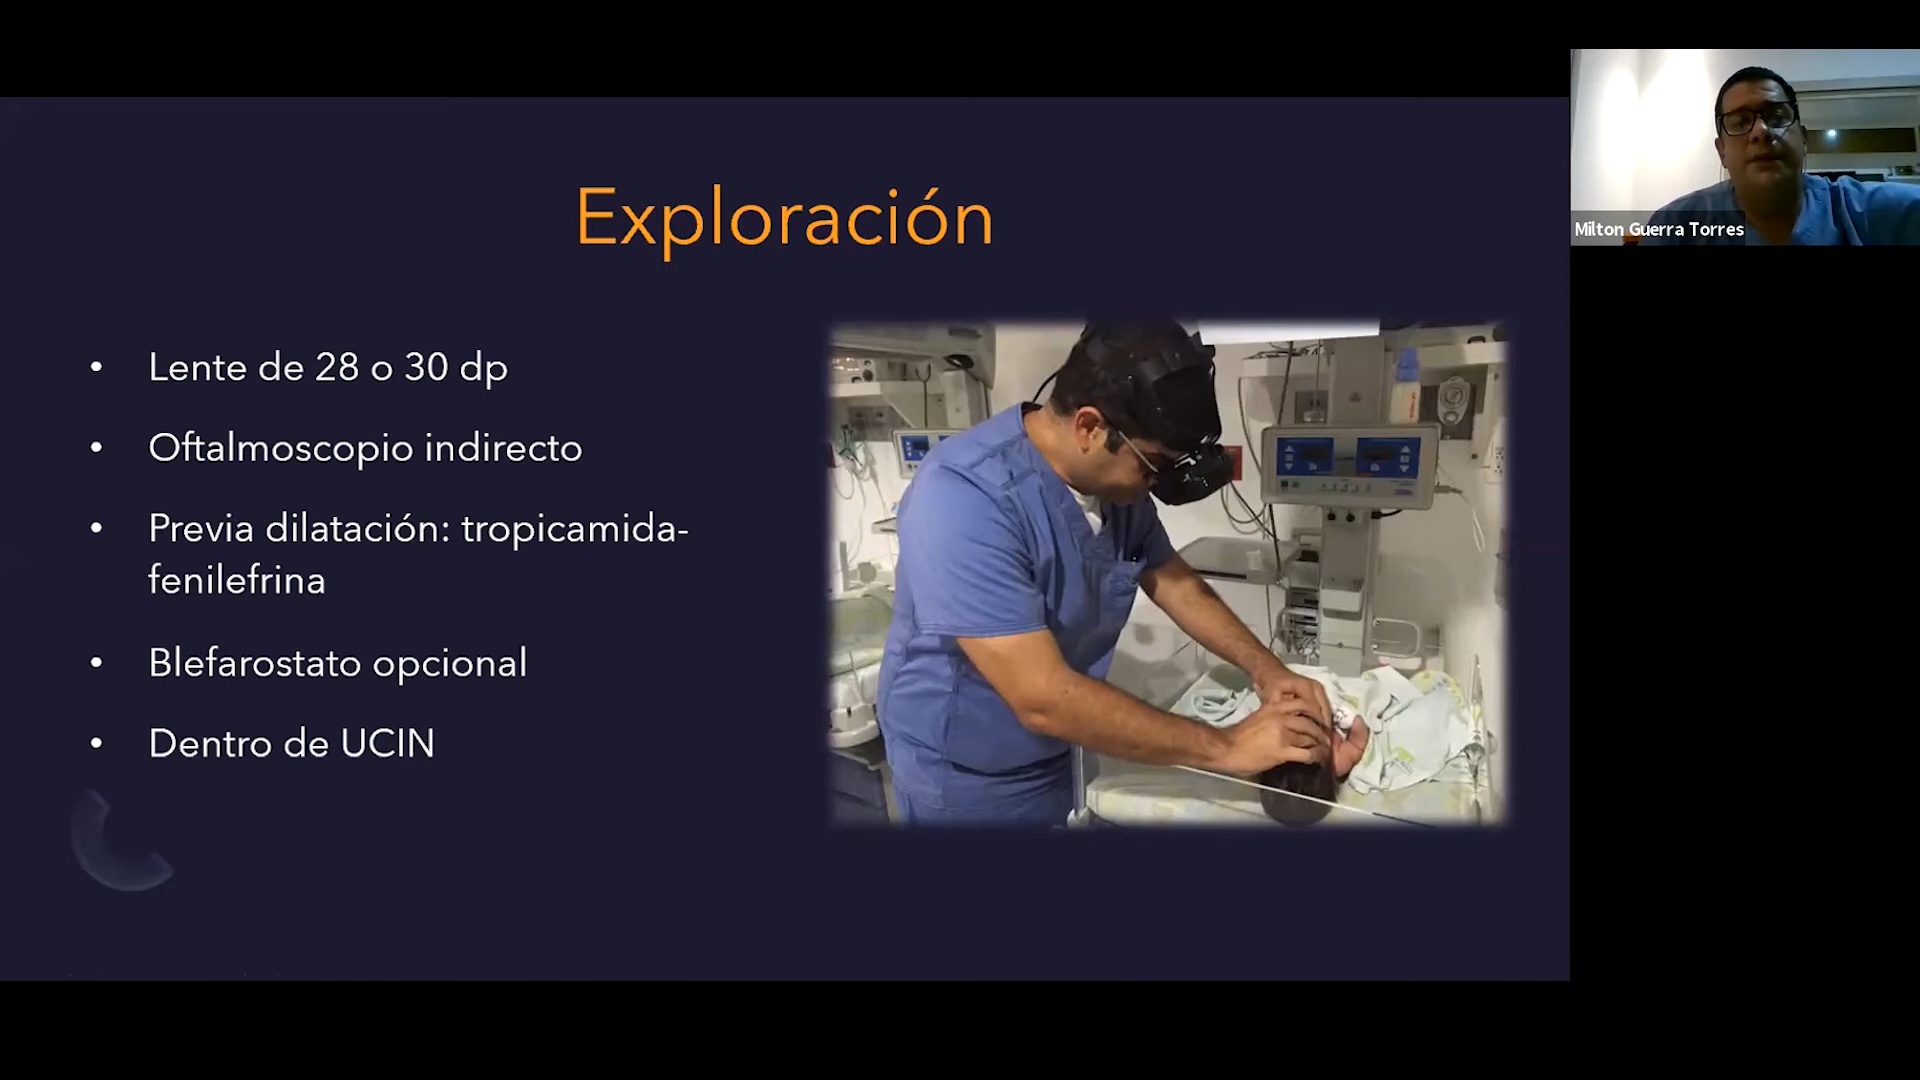 Exploración
• Lente de 28 o 30 dp
• Oftalmoscopio indirecto
• Previa dilatación: tropicamida-
fenilefrina
• Blefarostato opcional
• Dentro de UCIN
Milton Guerra Torres